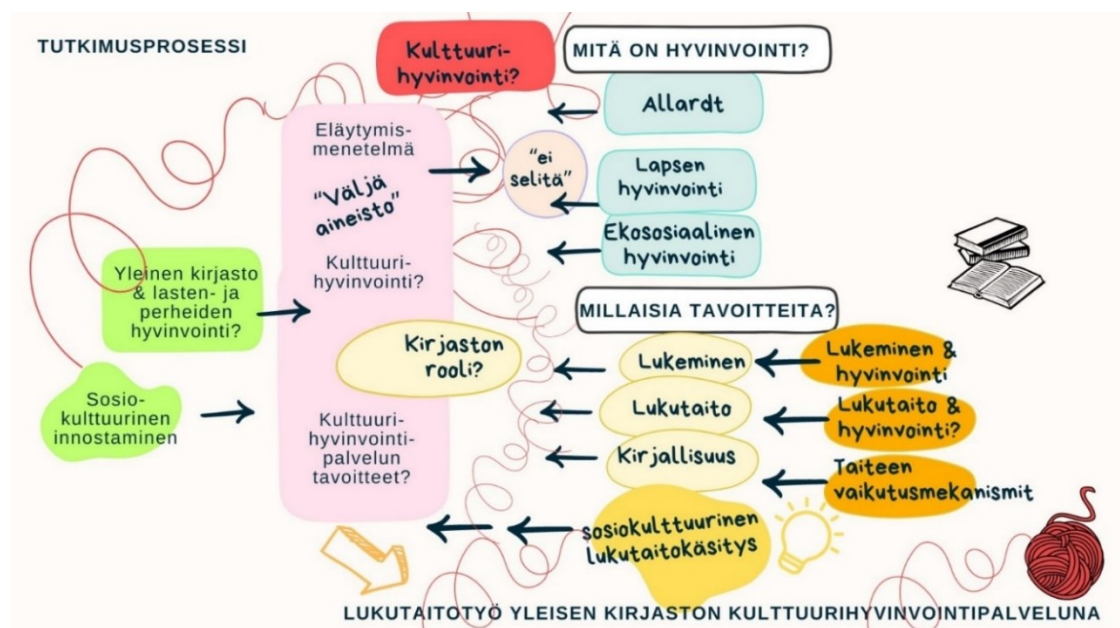 TUTKIMUSPROSESSI
Kulttuuri-
hyvinvointi?
MITÄ ON HYVINVOINTI?
Allardt
Eläytymis-
menetelmä
"ei
selitä"
Lapsen
hyvinvointi
"Väljä
aineisto"
Ekososiaalinen
hyvinvointi
Kulttuuri-
hyvinvointi?
Yleinen kirjasto
& lasten- ja
perheiden
hyvinvointi?
MILLAISIA TAVOITTEITA?
Kirjaston
rooli?
Lukeminen
Lukeminen &
hyvinvointi
Lukutaito
Lukutaito &
hyvinvointi?
Sosio-
kulttuurinen
innostaminen
Kulttuuri-
hyvinvointi-
palvelun
tavoitteet?
Kirjallisuus
Taiteen
vaikutusmekanismit
sosiokulttuurinen
lukutaitokäsitys
LUKUTAITOTYÖ YLEISEN KIRJASTON KULTTUURIHYVINVOINTIPALVELUNA